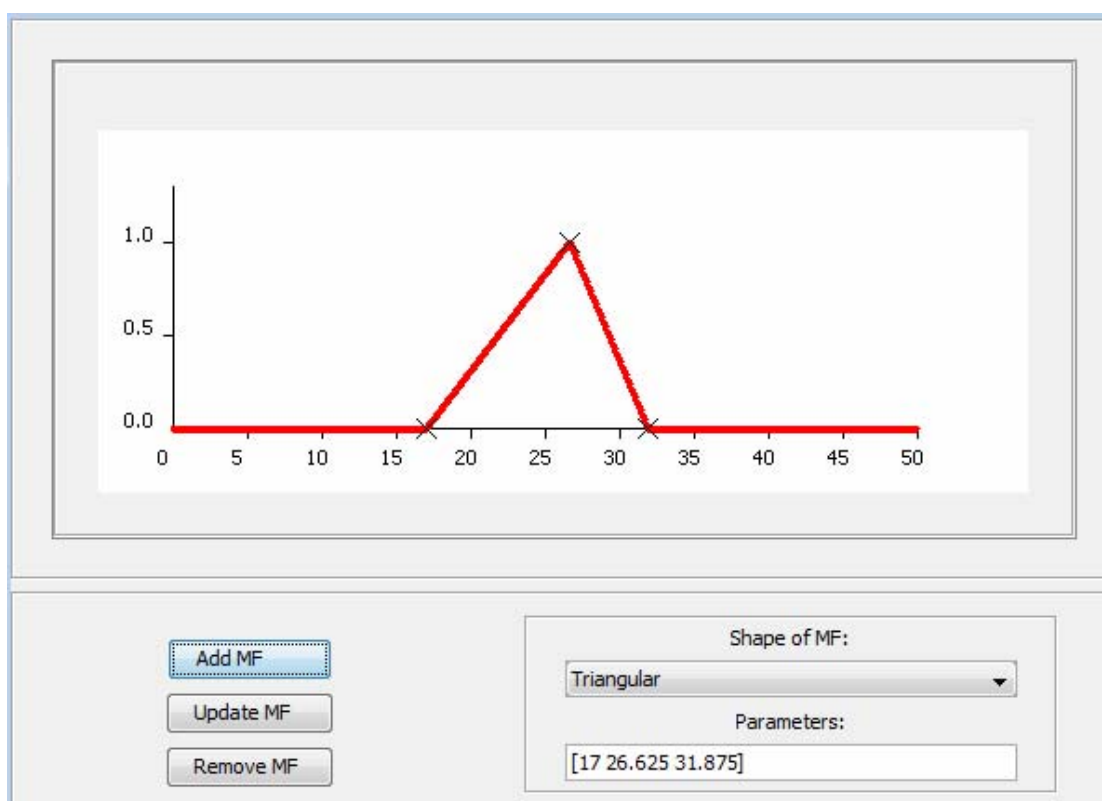 1.0
0.5
0.0
0 5 10 15 20 25 30 35 40 45 50
Add MF
Update MF
Remove MF
Shape of MF:
Triangular
Parameters:
[17 26.625 31.875]